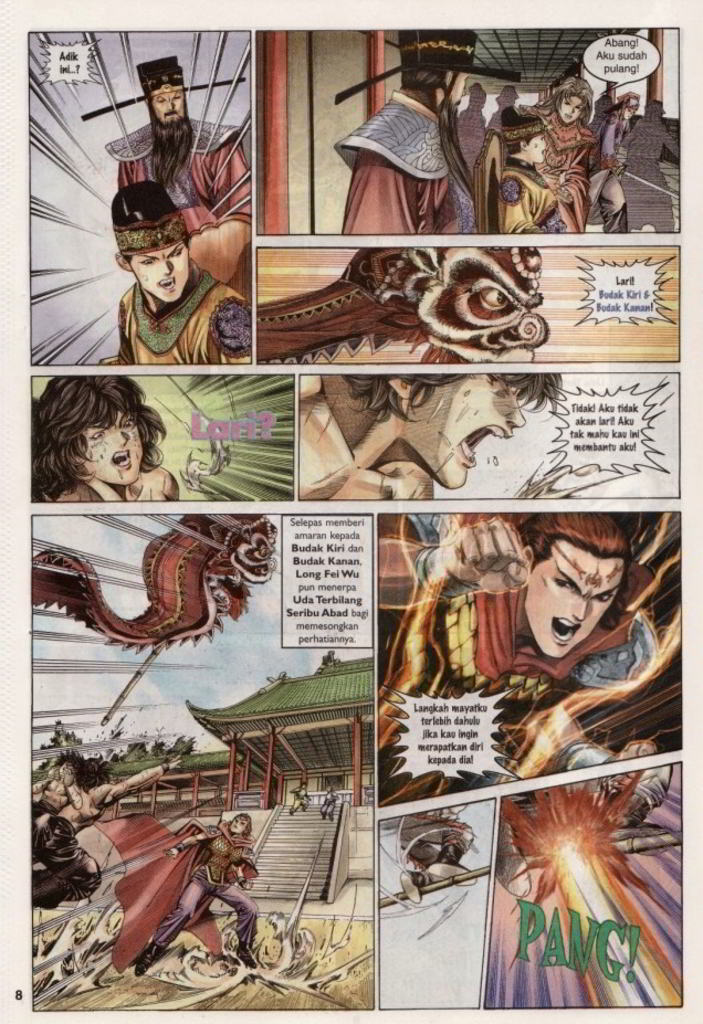 Adik
ini..?
Abang!
Aku sudah
pulang!
Lari!
Budak Kiri &
Budak Kanan!
Lari?
Tidak! Aku tidak
akan lari! Aku
tak mahu kau ini
membantu aku!
Selepas memberi
amaran kepada
Budak Kiri dan
Budak Kanan,
Long Fei Wu
pun menerpa
Uda Terbilang
Seribu Abad bagi
memesongkan
perhatiannya.
Langkah mayatku
terlebih dahulu
jika kau ingin
merapatkan diri
kepada dia!
PANG!
8